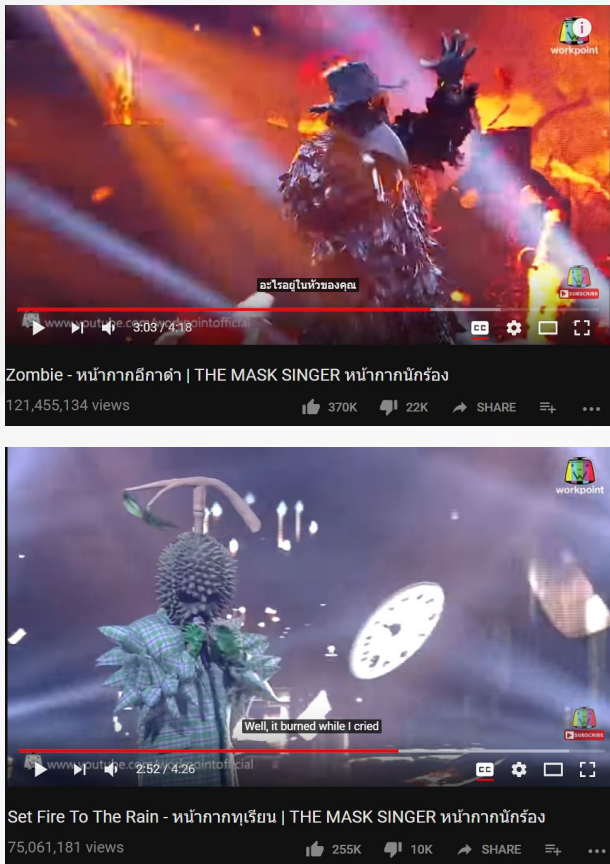 workpoint
อะไรอยู่ในหัวของคุณ
SUBSCRIBE
www.youtube.com/workpointofficial
3:03 / 4:18
CC
Zombie - หน้ากากอีกาดำ | THE MASK SINGER หน้ากากนักร้อง
121,455,134 views
370K 22K SHARE
workpoint
Well, it burned while I cried
SUBSCRIBE
www.youtube.com/workpointofficial
2:52 / 4:26
CC
Set Fire To The Rain - หน้ากากทุเรียน | THE MASK SINGER หน้ากากนักร้อง
75,061,181 views
255K 10K SHARE